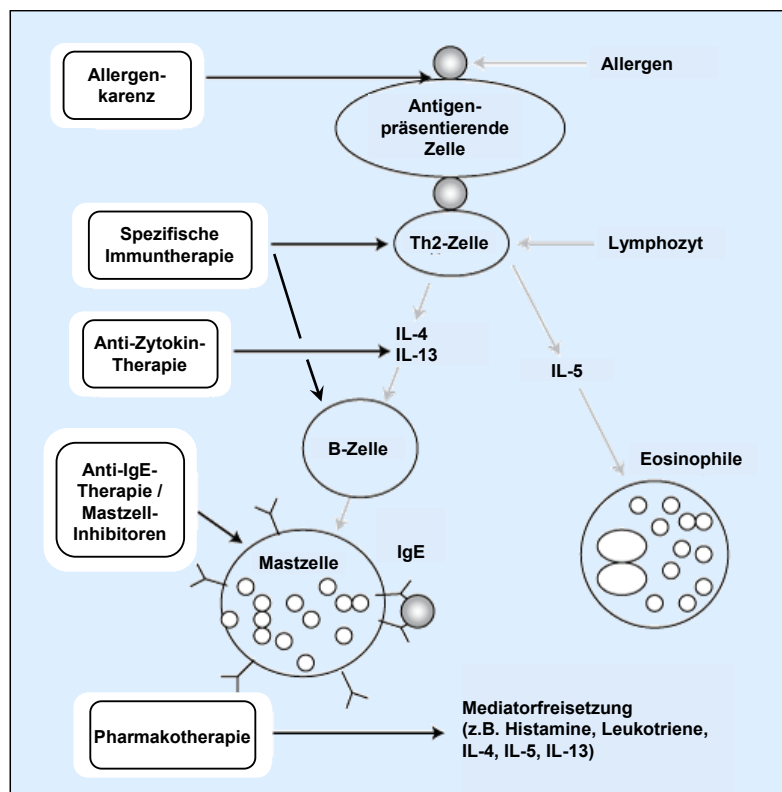 Allergen-
karenz
Allergen
Antigen-
präsentierende
Zelle
Spezifische
Immuntherapie
Th2-Zelle
Lymphozyt
Anti-Zytokin-
Therapie
IL-4
IL-13
IL-5
B-Zelle
Eosinophile
Anti-IgE-
Therapie /
Mastzell-
Inhibitoren
Mastzelle
IgE
Pharmakotherapie
Mediatorfreisetzung
(z.B. Histamine, Leukotriene,
IL-4, IL-5, IL-13)